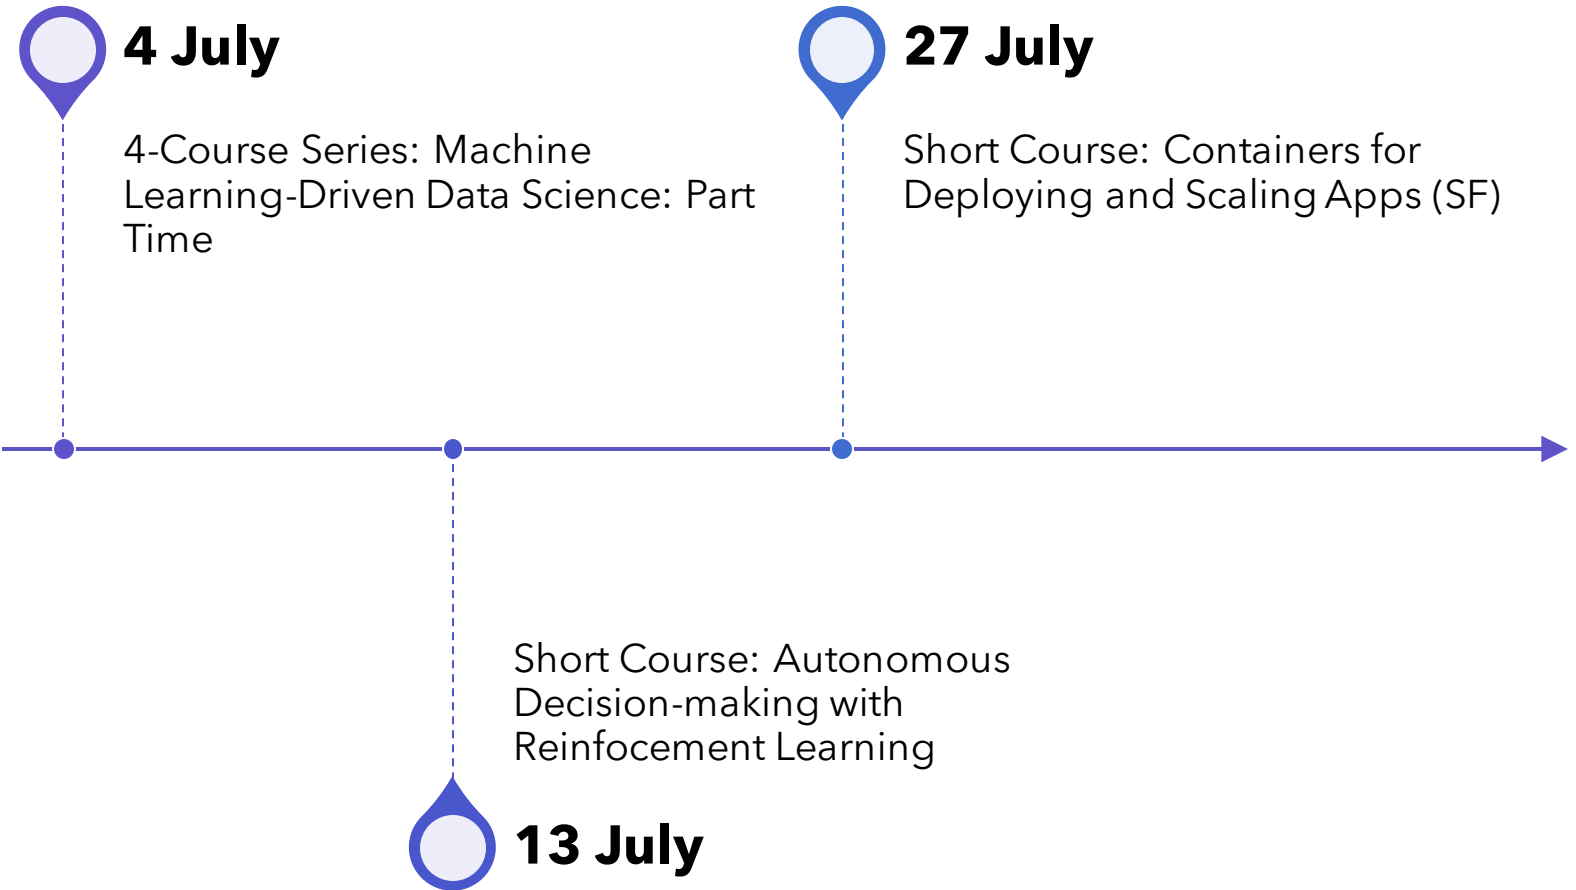 4 July
4-Course Series: Machine
Learning-Driven Data Science: Part
Time
27 July
Short Course: Containers for
Deploying and Scaling Apps (SF)
Short Course: Autonomous
Decision-making with
Reinfocement Learning
13 July